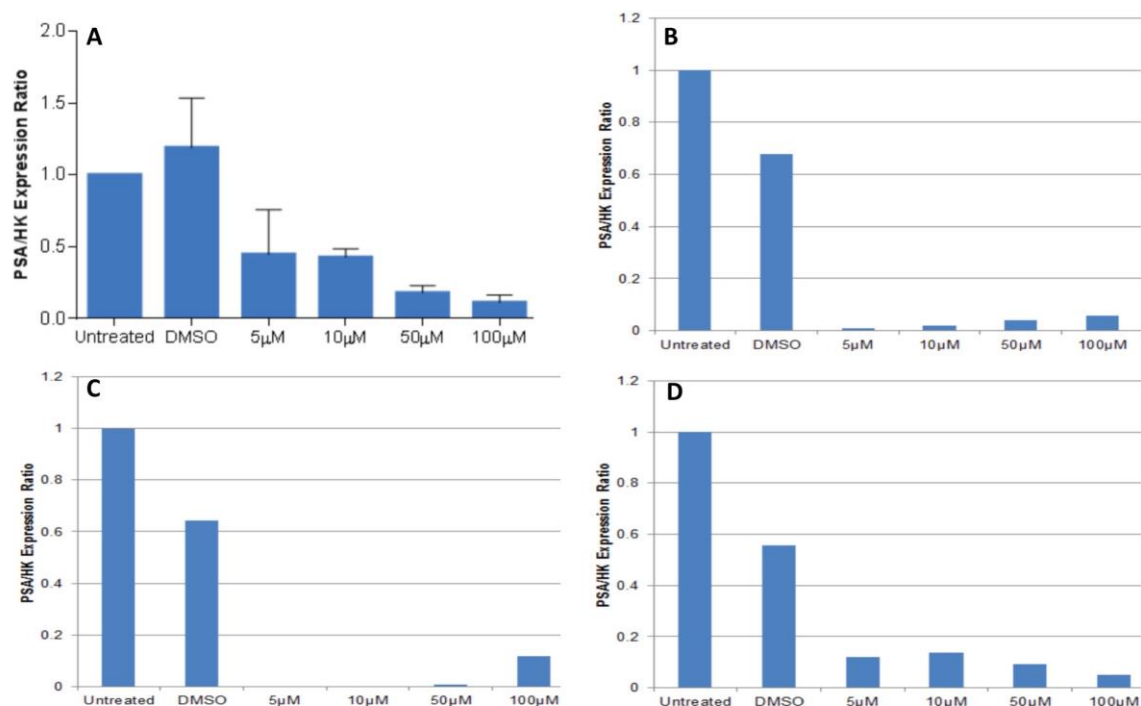 A
PSA/HK Expression Ratio
2.0
1.5
1.0
0.5
0.0
Untreated DMSO 5µM 10µM 50µM 100µM
B
PSA/HK Expression Ratio
1.2
1
0.8
0.6
0.4
0.2
0
Untreated DMSO 5µM 10µM 50µM 100µM
C
PSA/HK Expression Ratio
1.2
1
0.8
0.6
0.4
0.2
0
Untreated DMSO 5µM 10µM 50µM 100µM
D
PSA/HK Expression Ratio
1.2
1
0.8
0.6
0.4
0.2
0
Untreated DMSO 5µM 10µM 50µM 100µM